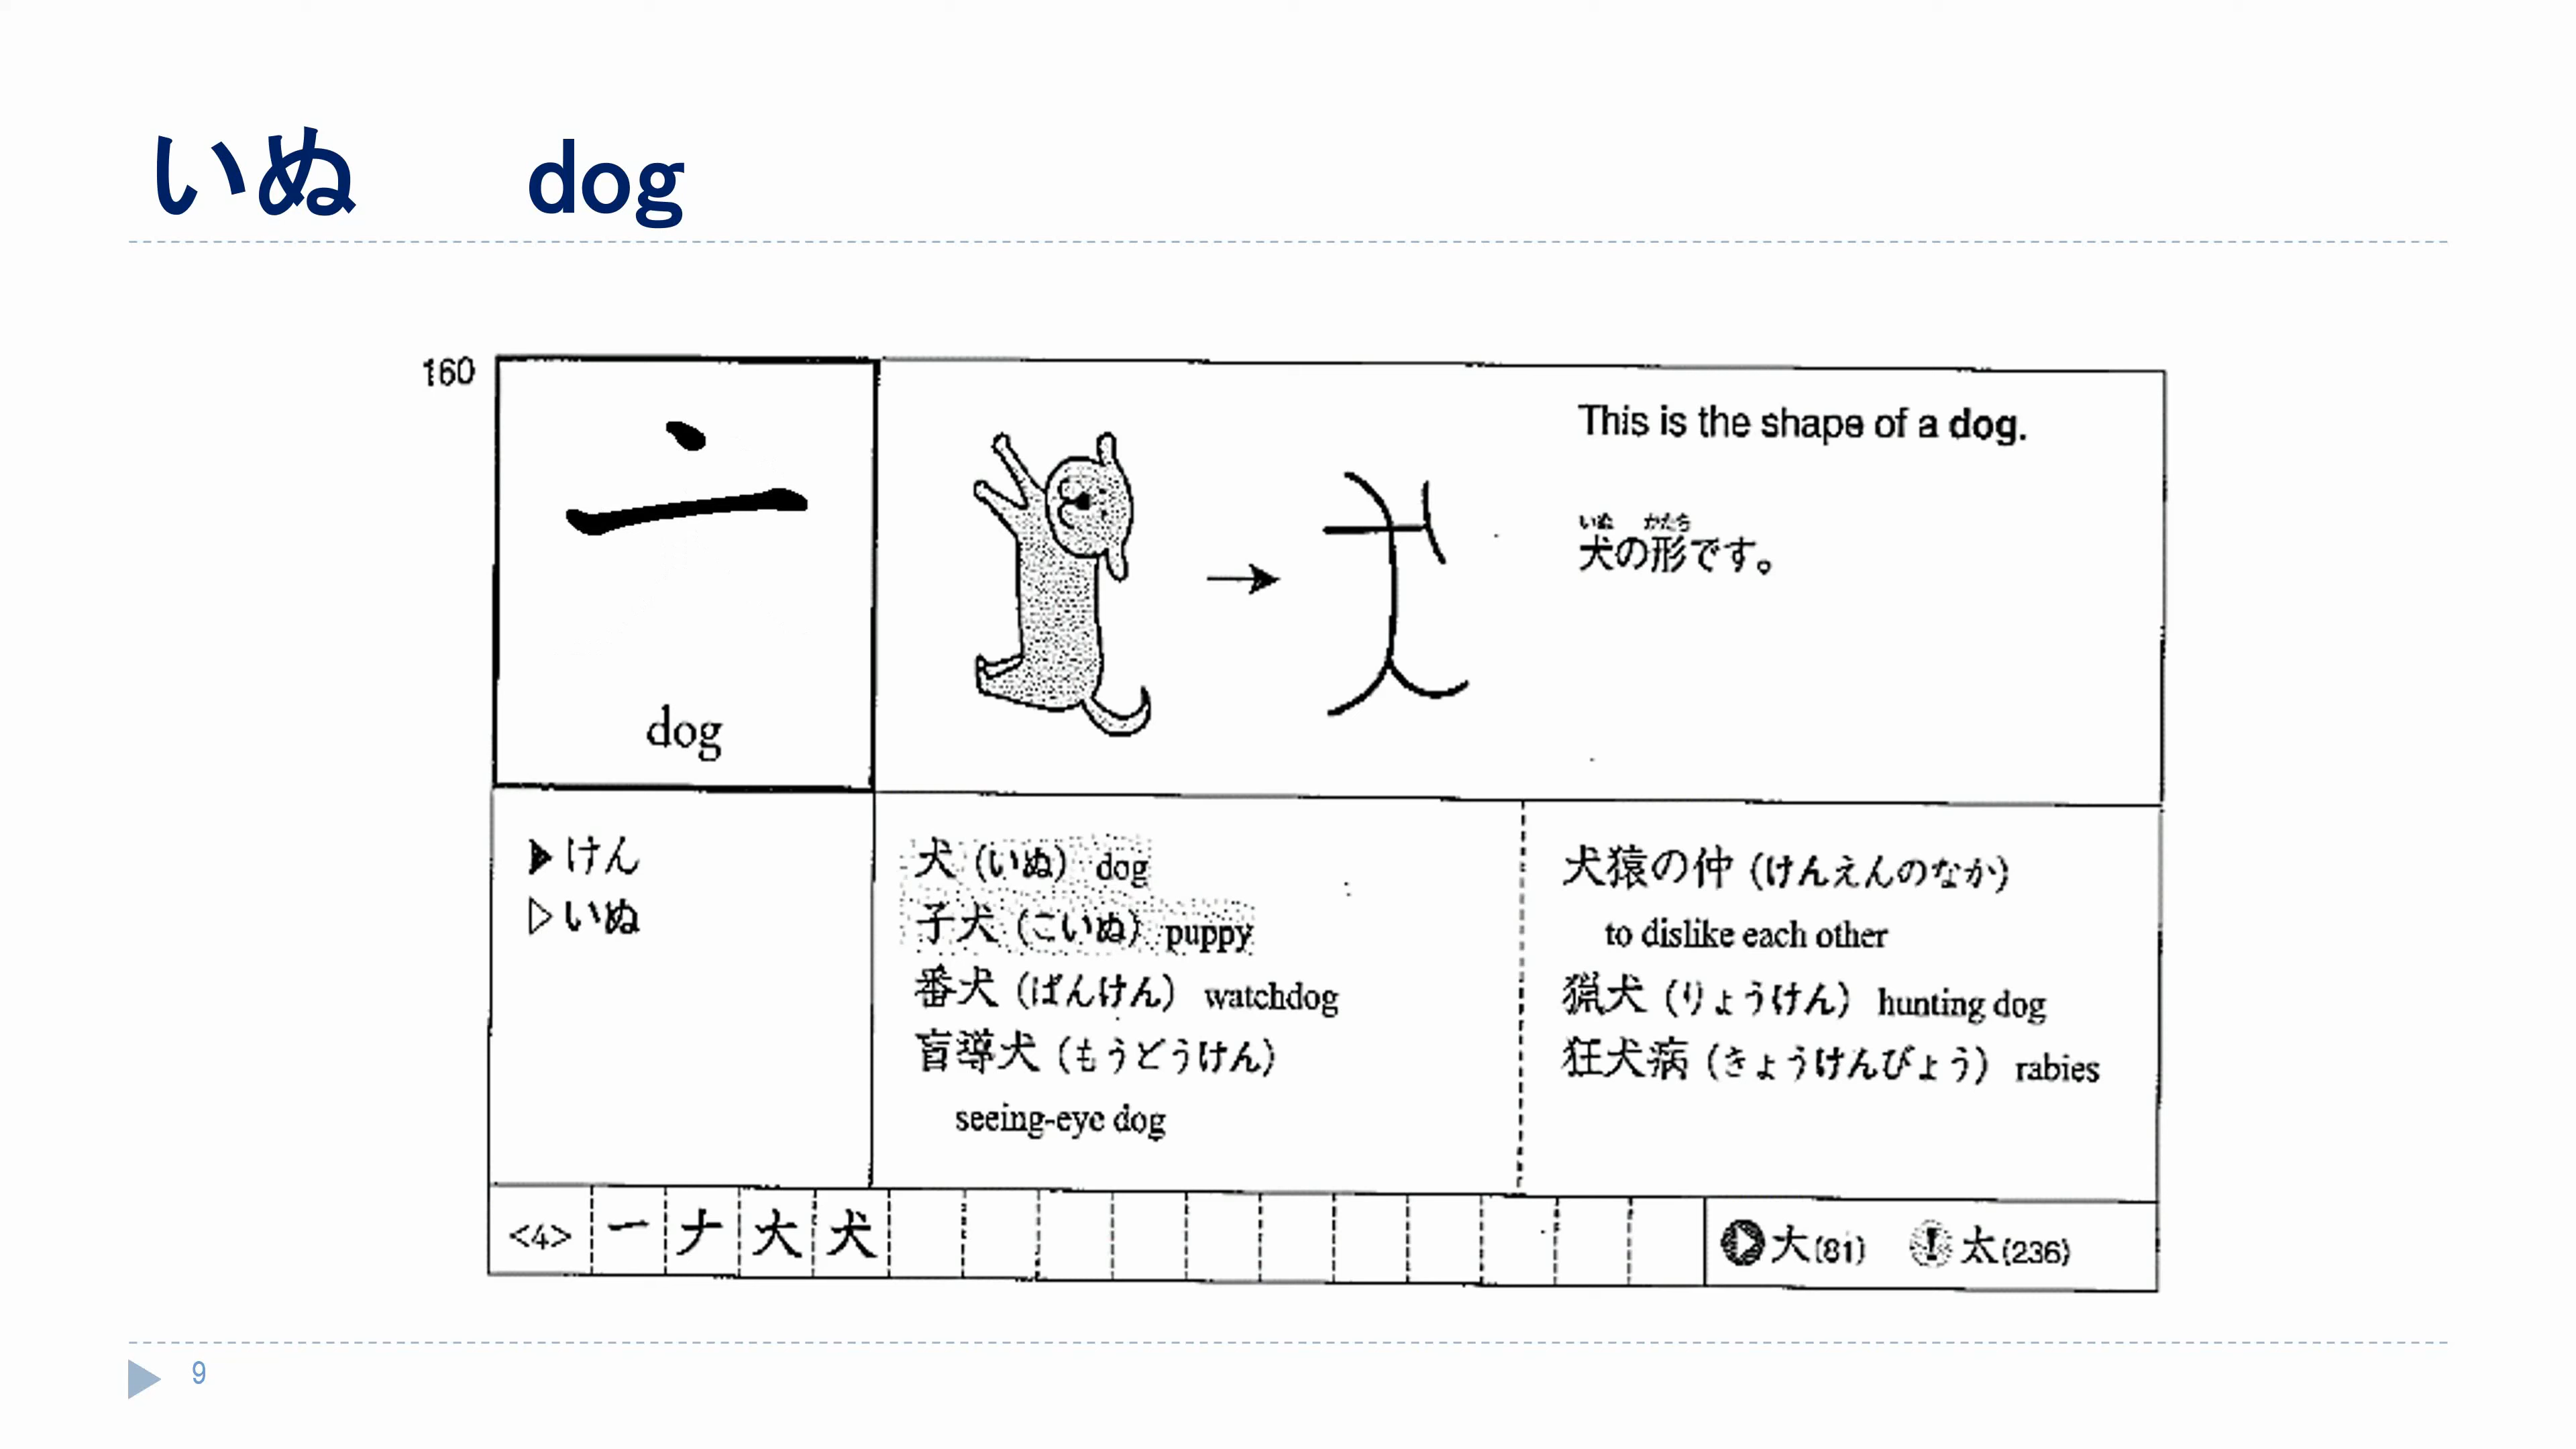 いぬ dog
160
dog
This is the shape of a dog.
いぬ かたち
犬の形です。
▶けん
▷いぬ
犬（いぬ） dog
子犬（こいぬ） puppy
番犬（ばんけん） watchdog
盲導犬（もうどうけん）
seeing-eye dog
犬猿の仲（けんえんのなか）
to dislike each other
猟犬（りょうけん） hunting dog
狂犬病（きょうけんびょう） rabies
<4> 一 ナ 大 犬
大(81) 太(236)
9